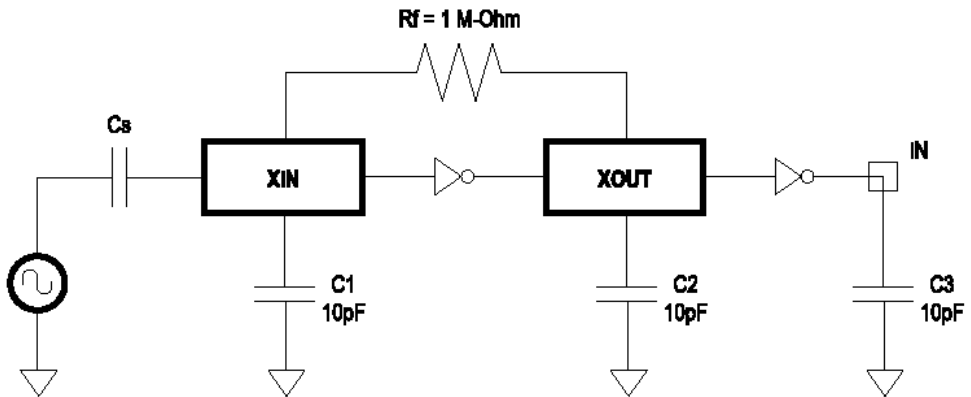 Rf = 1 M-Ohm
Cs
XIN
XOUT
IN
C1
10pF
C2
10pF
C3
10pF